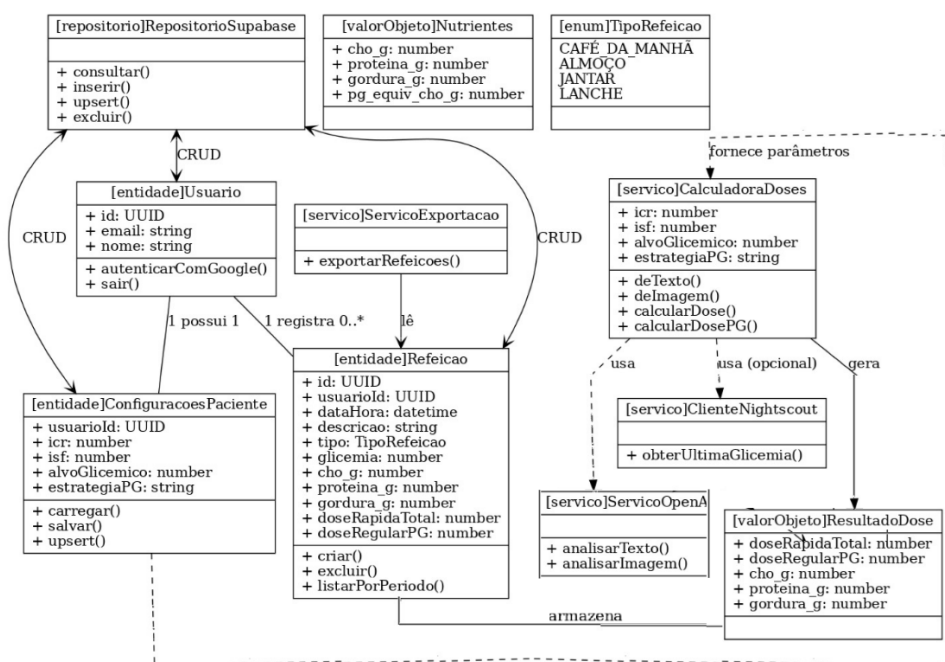 [repositorio]RepositorioSupabase
+ consultar()
+ inserir()
+ upsert()
+ excluir()
[valorObjeto]Nutrientes
+ cho_g: number
+ proteina_g: number
+ gordura_g: number
+ pg_equiv_cho_g: number
[enum]TipoRefeicao
CAFÉ_DA_MANHÃ
ALMOÇO
JANTAR
LANCHE
CRUD
fornece parâmetros
[entidade]Usuario
+ id: UUID
+ email: string
+ nome: string
+ autenticarComGoogle()
+ sair()
[servico]ServicoExportacao
+ exportarRefeicoes()
[servico]CalculadoraDoses
+ icr: number
+ isf: number
+ alvoGlicemico: number
+ estrategiaPG: string
+ deTexto()
+ deImagem()
+ calcularDose()
+ calcularDosePG()
CRUD
CRUD
1 possui 1
1 registra 0..*
lê
usa
usa (opcional)
gera
[entidade]ConfiguracoesPaciente
+ usuarioId: UUID
+ icr: number
+ isf: number
+ alvoGlicemico: number
+ estrategiaPG: string
+ carregar()
+ salvar()
+ upsert()
[entidade]Refeicao
+ id: UUID
+ usuarioId: UUID
+ dataHora: datetime
+ descricao: string
+ tipo: TipoRefeicao
+ glicemia: number
+ cho_g: number
+ proteina_g: number
+ gordura_g: number
+ doseRapidaTotal: number
+ doseRegularPG: number
+ criar()
+ excluir()
+ listarPorPeriodo()
[servico]ClienteNightscout
+ obterUltimaGlicemia()
[servico]ServicoOpenA
+ analisarTexto()
+ analisarImagem()
[valorObjeto]ResultadoDose
+ doseRapidaTotal: number
+ doseRegularPG: number
+ cho_g: number
+ proteina_g: number
+ gordura_g: number
armazena